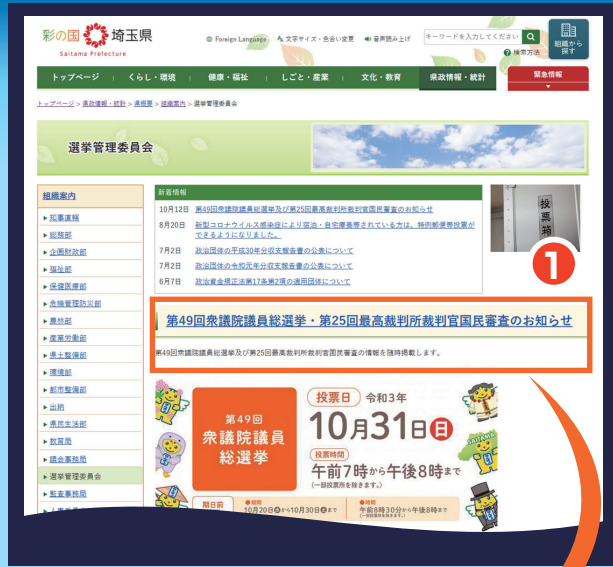 彩の国 埼玉県
Saitama Prefecture
Foreign Language
文字サイズ・色合い変更
音声読み上げ
キーワードを入力してください
検索方法
組織から
探す
トップページ
くらし・環境
健康・福祉
しごと・産業
文化・教育
県政情報・統計
緊急情報
トップページ > 県政情報・統計 > 県概要 > 組織案内 > 選挙管理委員会
選挙管理委員会
組織案内
知事直轄
総務部
企画財政部
福祉部
保健医療部
危機管理防災部
農林部
産業労働部
県土整備部
環境部
都市整備部
出納
県民生活部
教育局
議会事務局
選挙管理委員会
監査事務局
新着情報
10月12日 第49回衆議院議員総選挙及び第25回最高裁判所裁判官国民審査のお知らせ
8月20日 新型コロナウイルス感染症により宿泊・自宅療養等されている方は、特例郵便等投票が
できるようになりました。
7月2日 政治団体の平成30年分収支報告書の公表について
7月2日 政治団体の令和元年分収支報告書の公表について
6月7日 政治資金規正法第17条第2項の適用団体について
投票箱
1
第49回衆議院議員総選挙・第25回最高裁判所裁判官国民審査のお知らせ
第49回衆議院議員総選挙及び第25回最高裁判所裁判官国民審査の情報を随時掲載します。
第49回
衆議院議員
総選挙
投票日 令和3年
10月31日日
投票時間
午前7時から午後8時まで
(一部投票所を除きます。)
期日前
●期間
10月20日水から10月30日土まで
●時間
午前8時30分から午後8時まで
(一部投票所を除きます。)
SAITAMA